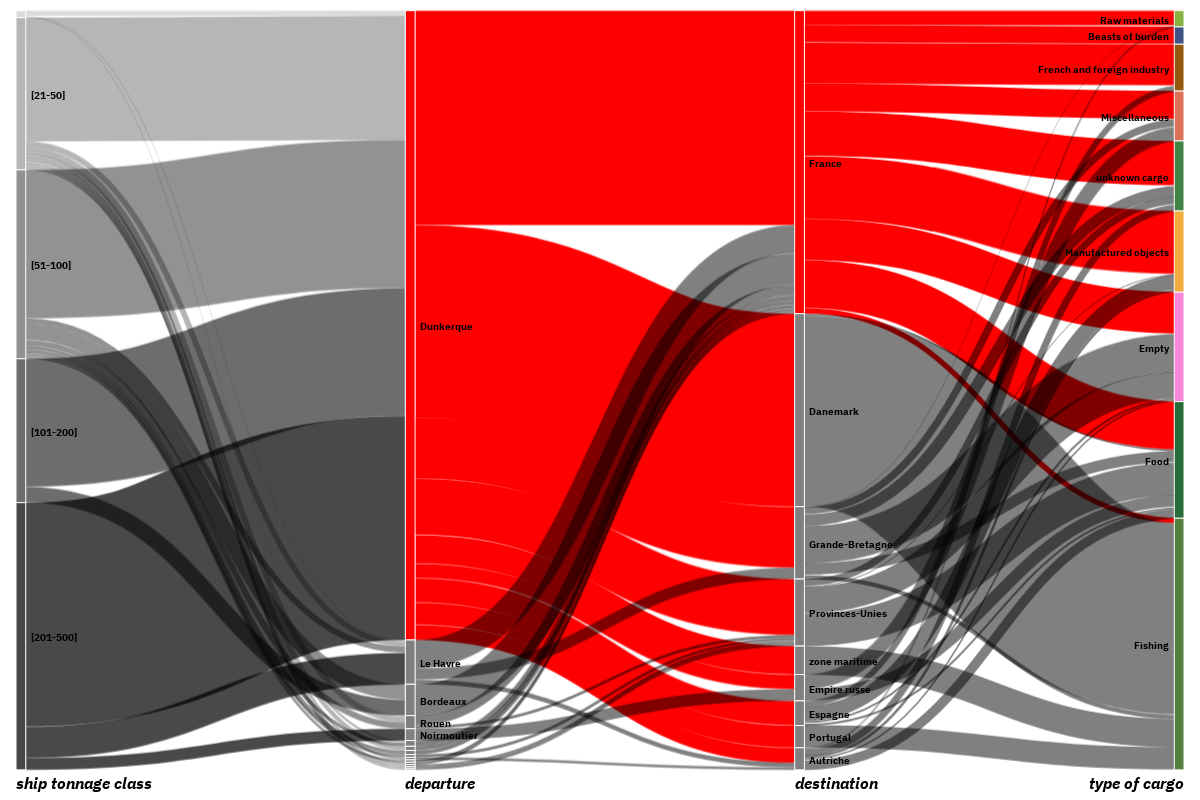 [21-50]
[51-100]
[101-200]
[201-500]
Dunkerque
Le Havre
Bordeaux
Rouen
Noirmoutier
France
Danemark
Grande-Bretagne
Provinces-Unies
zone maritime
Empire russe
Espagne
Portugal
Autriche
Raw materials
Beasts of burden
French and foreign industry
Miscellaneous
unknown cargo
Manufactured objects
Empty
Food
Fishing
ship tonnage class
departure
destination
type of cargo